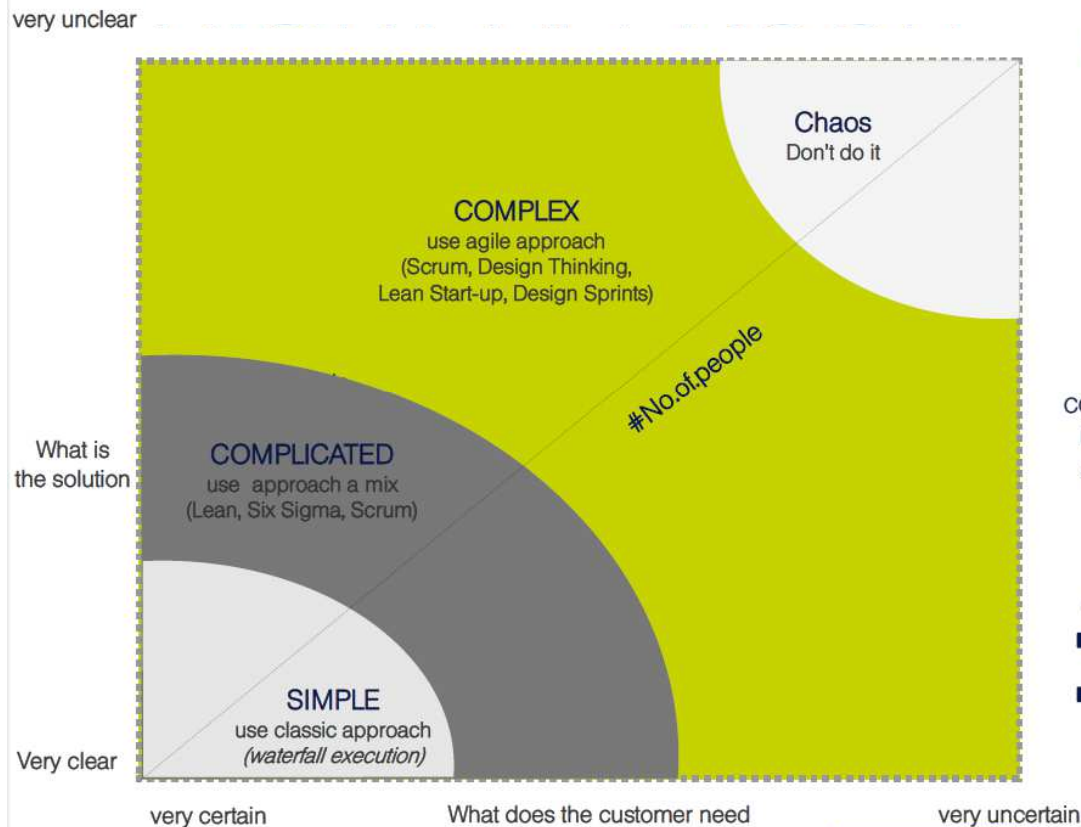 very unclear
Chaos
Don't do it
COMPLEX
use agile approach
(Scrum, Design Thinking,
Lean Start-up, Design Sprints)
#No.of.people
What is
the solution
COMPLICATED
use approach a mix
(Lean, Six Sigma, Scrum)
SIMPLE
use classic approach
(waterfall execution)
Very clear
very certain
What does the customer need
very uncertain